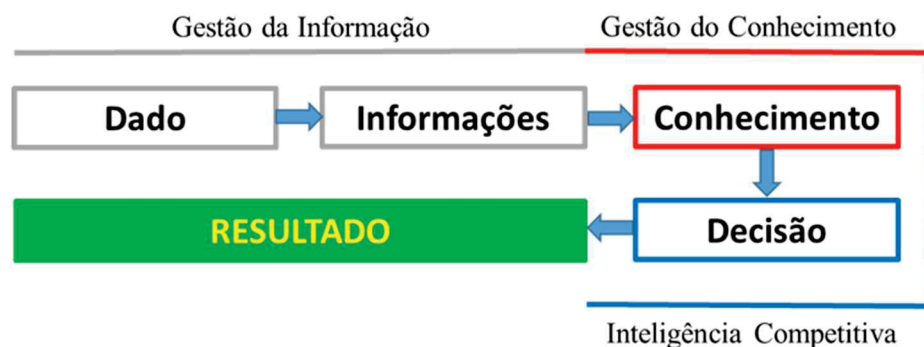 Gestão da Informação
Gestão do Conhecimento
Dado
Informações
Conhecimento
RESULTADO
Decisão
Inteligência Competitiva